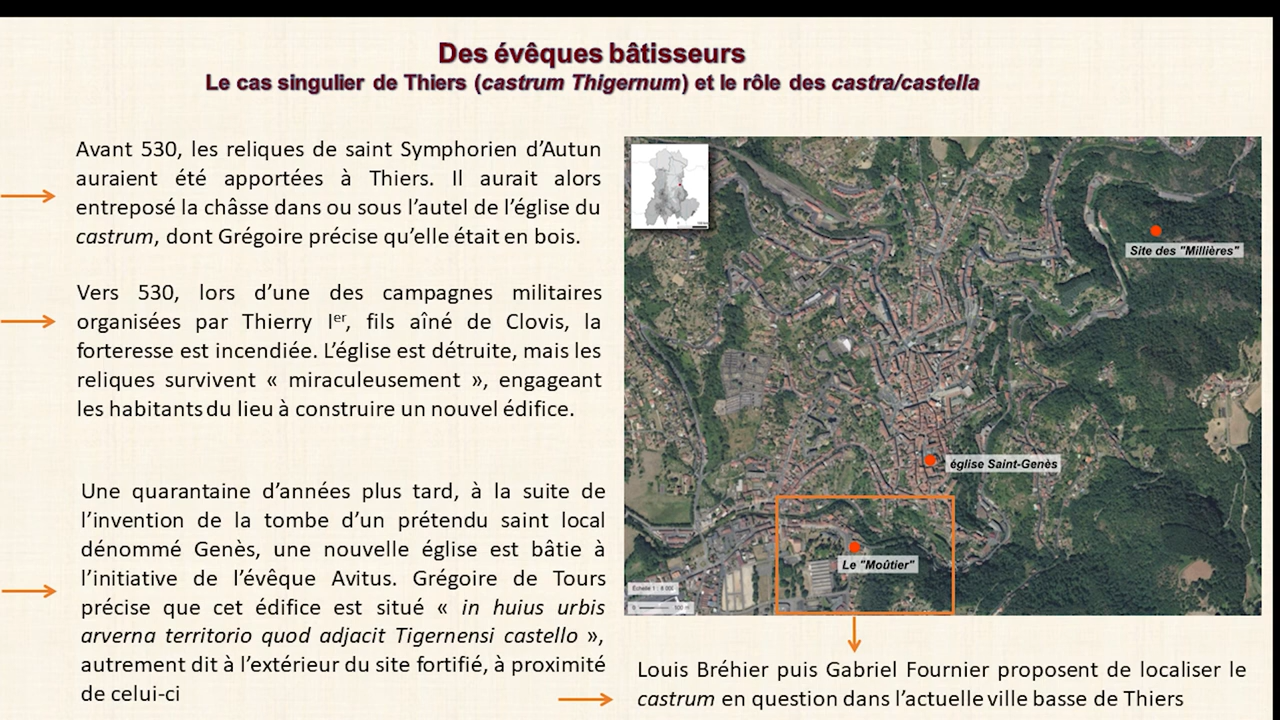 Des évêques bâtisseurs
Le cas singulier de Thiers (castrum Thigernum) et le rôle des castra/castella
Avant 530, les reliques de saint Symphorien d'Autun
auraient été apportées à Thiers. Il aurait alors
entreposé la châsse dans ou sous l'autel de l'église du
castrum, dont Grégoire précise qu'elle était en bois.
Vers 530, lors d'une des campagnes militaires
organisées par Thierry Ier, fils aîné de Clovis, la
forteresse est incendiée. L'église est détruite, mais les
reliques survivent « miraculeusement », engageant
les habitants du lieu à construire un nouvel édifice.
Une quarantaine d'années plus tard, à la suite de
l'invention de la tombe d'un prétendu saint local
dénommé Genès, une nouvelle église est bâtie à
l'initiative de l'évêque Avitus. Grégoire de Tours
précise que cet édifice est situé « in huius urbis
arverna territorio quod adjacit Tigernensi castello »,
autrement dit à l'extérieur du site fortifié, à proximité
de celui-ci
Site des "Millières"
église Saint-Genès
Le "Moûtier"
Louis Bréhier puis Gabriel Fournier proposent de localiser le
castrum en question dans l'actuelle ville basse de Thiers